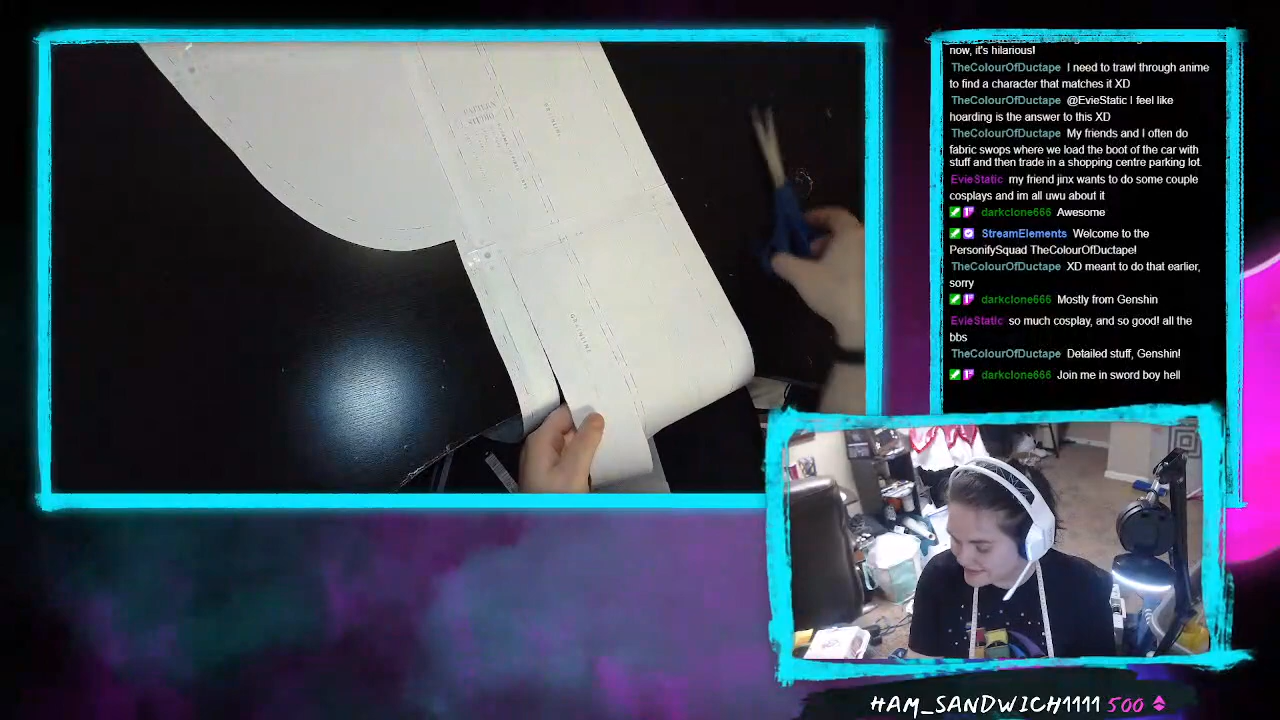 now, it's hilarious!
TheColourOfDuctape I need to trawl through anime
to find a character that matches it XD
TheColourOfDuctape @EvieStatic I feel like
hoarding is the answer to this XD
TheColourOfDuctape My friends and I often do
fabric swops where we load the boot of the car with
stuff and then trade in a shopping centre parking lot.
EvieStatic my friend jinx wants to do some couple
cosplays and im all uwu about it
darkclone666 Awesome
StreamElements Welcome to the
PersonifySquad TheColourOfDuctape!
TheColourOfDuctape XD meant to do that earlier,
sorry
darkclone666 Mostly from Genshin
EvieStatic so much cosplay, and so good! all the
bbs
TheColourOfDuctape Detailed stuff, Genshin!
darkclone666 Join me in sword boy hell
PATTERN
STUDIO
GRAINLINE
GRAINLINE
HAM_SANDWICH1111 500